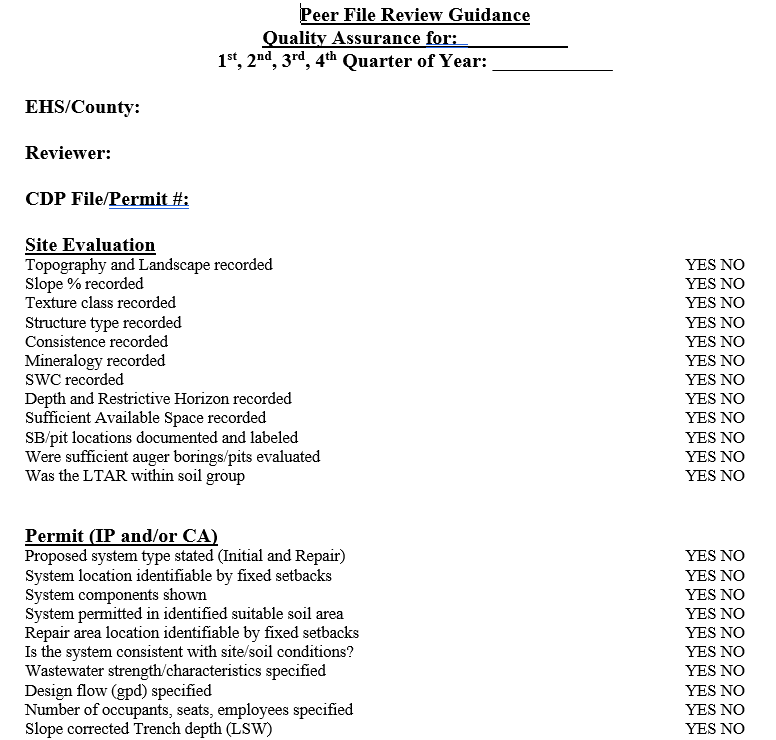 Peer File Review Guidance
Quality Assurance for: ___________
1st, 2nd, 3rd, 4th Quarter of Year: ____________
EHS/County:
Reviewer:
CDP File/Permit #:
Site Evaluation
Topography and Landscape recorded YES NO
Slope % recorded YES NO
Texture class recorded YES NO
Structure type recorded YES NO
Consistence recorded YES NO
Mineralogy recorded YES NO
SWC recorded YES NO
Depth and Restrictive Horizon recorded YES NO
Sufficient Available Space recorded YES NO
SB/pit locations documented and labeled YES NO
Were sufficient auger borings/pits evaluated YES NO
Was the LTAR within soil group YES NO
Permit (IP and/or CA)
Proposed system type stated (Initial and Repair) YES NO
System location identifiable by fixed setbacks YES NO
System components shown YES NO
System permitted in identified suitable soil area YES NO
Repair area location identifiable by fixed setbacks YES NO
Is the system consistent with site/soil conditions? YES NO
Wastewater strength/characteristics specified YES NO
Design flow (gpd) specified YES NO
Number of occupants, seats, employees specified YES NO
Slope corrected Trench depth (LSW) YES NO